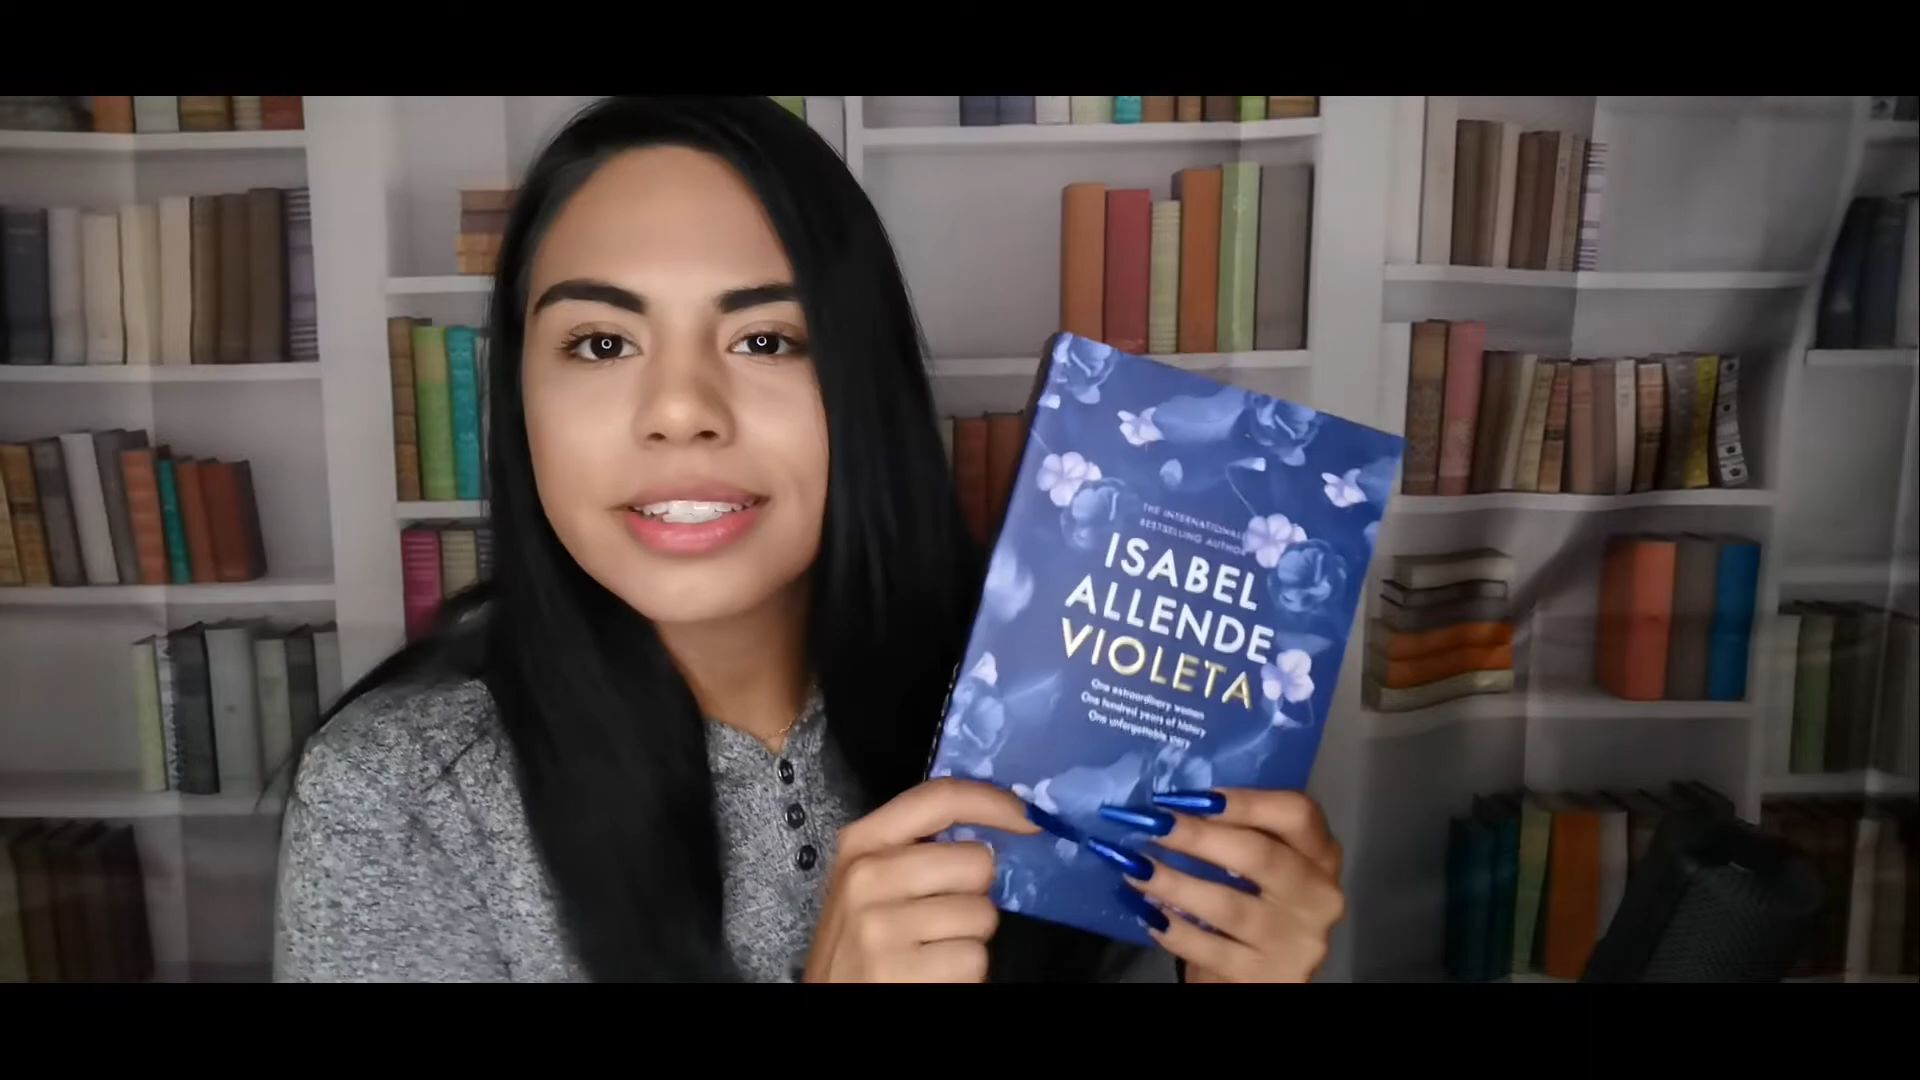 THE INTERNATIONAL
BESTSELLING AUTHOR
ISABEL
ALLENDE
VIOLETA
One extraordinary woman
One hundred years of history
One unforgettable story